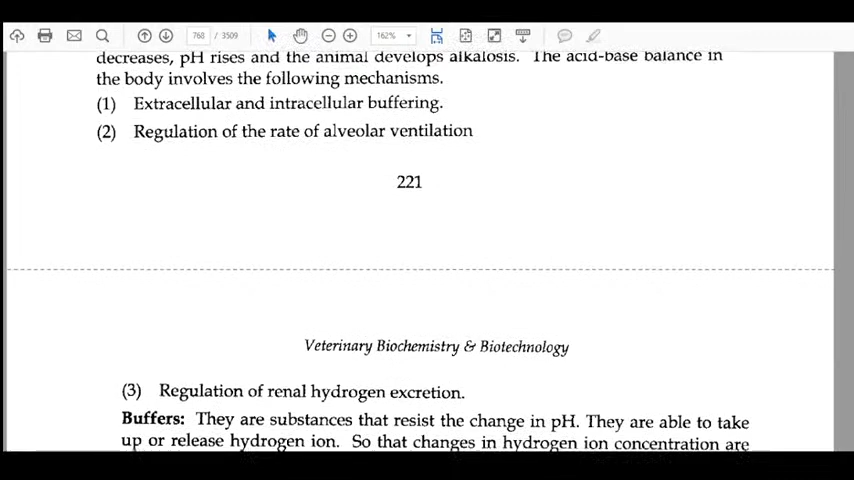 768 / 3509
162%
decreases, pH rises and the animal develops alkalosis. The acid-base balance in
the body involves the following mechanisms.
(1) Extracellular and intracellular buffering.
(2) Regulation of the rate of alveolar ventilation
221
Veterinary Biochemistry & Biotechnology
(3) Regulation of renal hydrogen excretion.
Buffers: They are substances that resist the change in pH. They are able to take
up or release hydrogen ion. So that changes in hydrogen ion concentration are